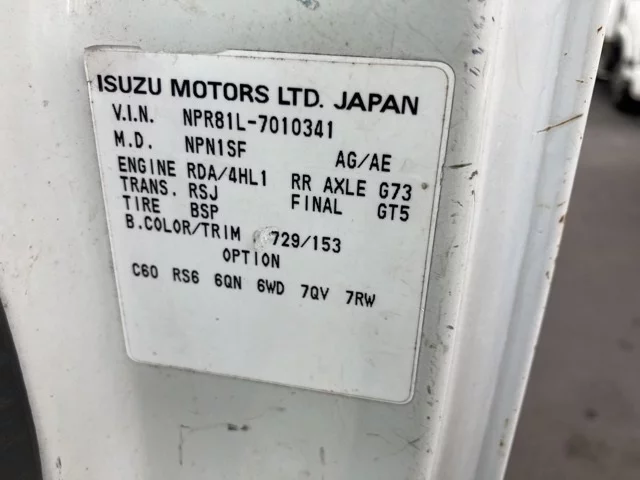 ISUZU MOTORS LTD. JAPAN
V.I.N. NPR81L-7010341
M.D. NPN1SF AG/AE
ENGINE RDA/4HL1 RR AXLE G73
TRANS. RSJ FINAL GT5
TIRE BSP
B.COLOR/TRIM 729/153
OPTION
C60 RS6 6QN 6WD 7QV 7RW